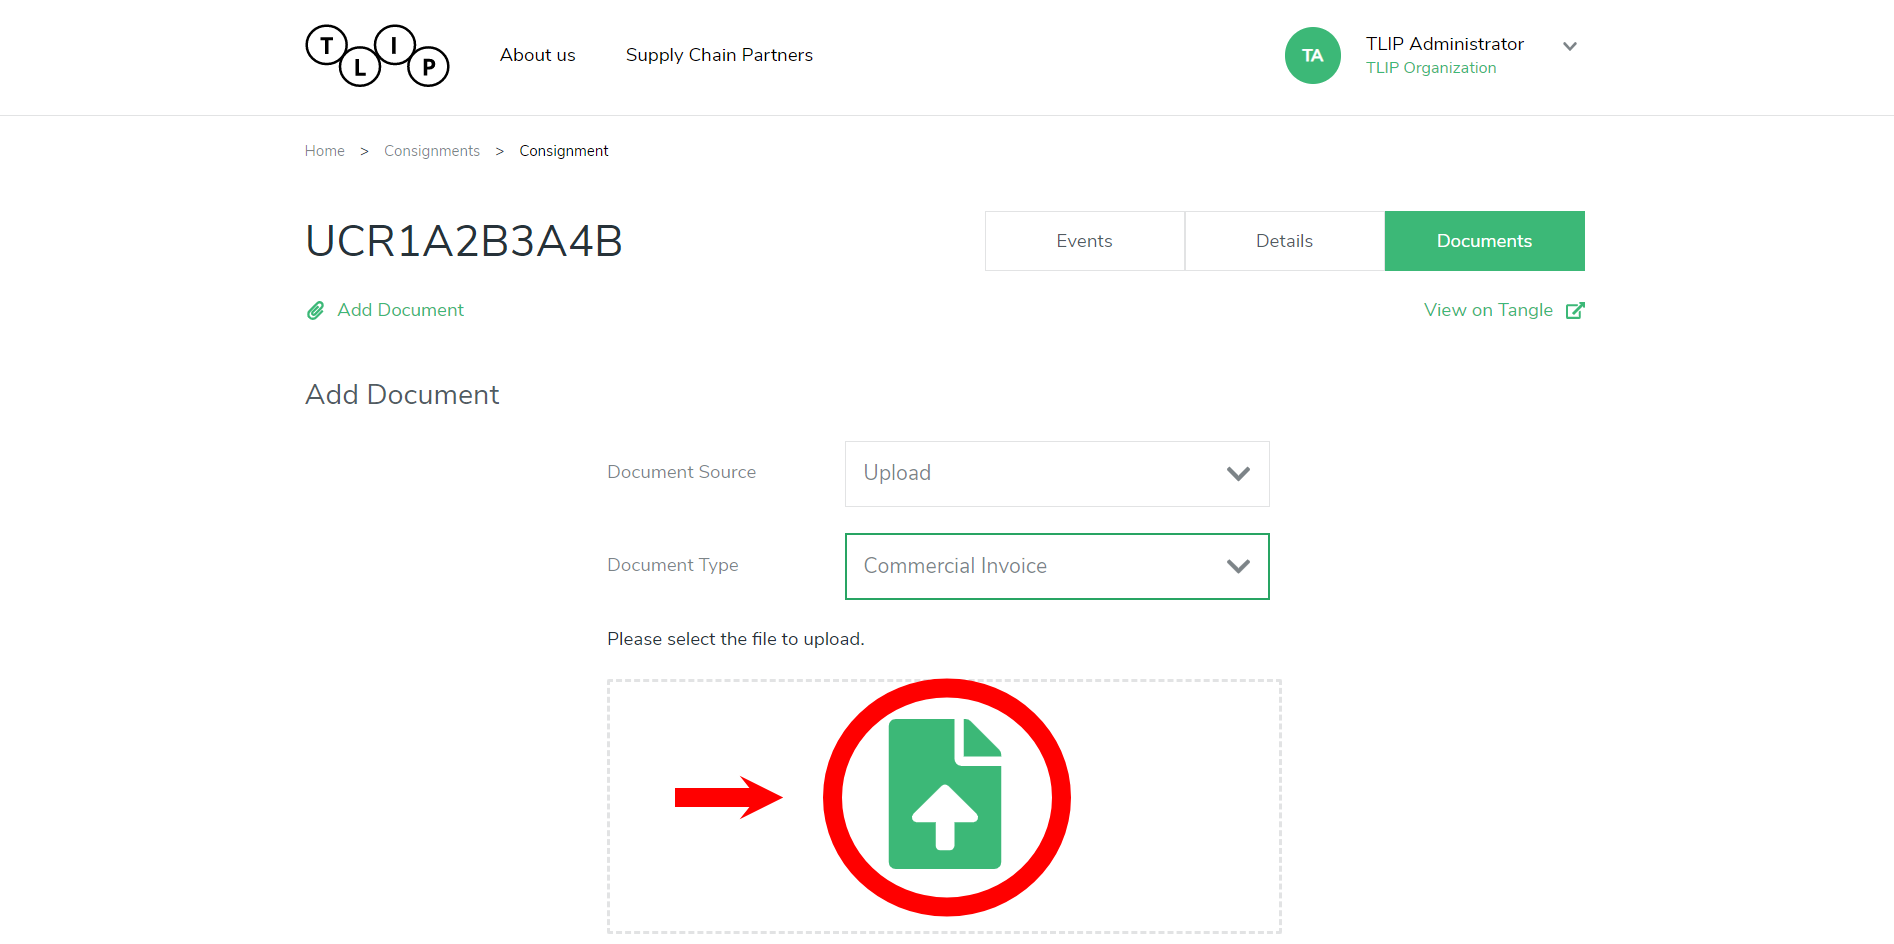 TLIP
About us
Supply Chain Partners
TA
TLIP Administrator
TLIP Organization
Home > Consignments > Consignment
UCR1A2B3A4B
Events
Details
Documents
Add Document
View on Tangle
Add Document
Document Source
Upload
Document Type
Commercial Invoice
Please select the file to upload.